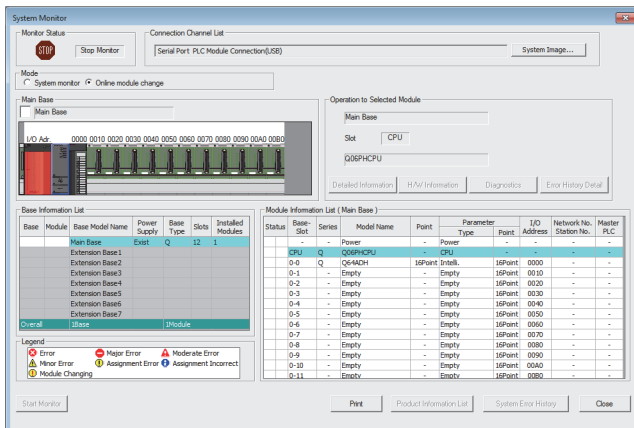 System Monitor
Monitor Status
STOP
Stop Monitor
Connection Channel List
Serial Port PLC Module Connection(USB)
System Image...
Mode
System monitor
Online module change
Main Base
Main Base
I/O Adr. 0000 0010 0020 0030 0040 0050 0060 0070 0080 0090 00A0 00B0
Operation to Selected Module
Main Base
Slot CPU
Q06PHCPU
Detailed Information H/W Information Diagnostics Error History Detail
Base Information List
Base Module Base Model Name Power Supply Base Type Slots Installed Modules
Main Base Exist Q 12 1
Extension Base1
Extension Base2
Extension Base3
Extension Base4
Extension Base5
Extension Base6
Extension Base7
Overall 1Base 1Module
Legend
Error Major Error Moderate Error
Minor Error Assignment Error Assignment Incorrect
Module Changing
Module Information List ( Main Base )
Status Base-Slot Series Model Name Point Parameter Type Point I/O Address Network No. Station No. Master PLC
- - Power - Power - - - -
CPU Q Q06PHCPU - CPU - - - -
0-0 Q Q64ADH 16Point Intelli. 16Point 0000 - -
0-1 - Empty - Empty 16Point 0010 - -
0-2 - Empty - Empty 16Point 0020 - -
0-3 - Empty - Empty 16Point 0030 - -
0-4 - Empty - Empty 16Point 0040 - -
0-5 - Empty - Empty 16Point 0050 - -
0-6 - Empty - Empty 16Point 0060 - -
0-7 - Empty - Empty 16Point 0070 - -
0-8 - Empty - Empty 16Point 0080 - -
0-9 - Empty - Empty 16Point 0090 - -
0-10 - Empty - Empty 16Point 00A0 - -
0-11 - Empty - Empty 16Point 00B0 - -
Start Monitor Print Product Information List System Error History Close